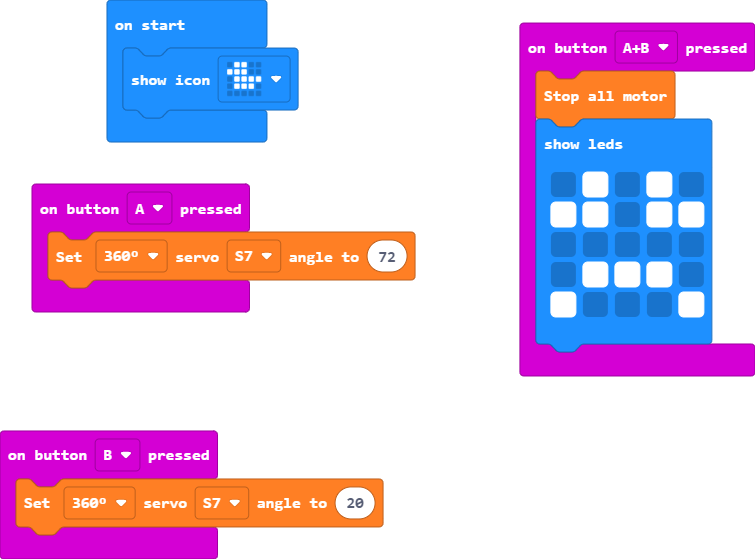 on start
show icon
on button A pressed
Set 360º servo S7 angle to 72
on button B pressed
Set 360º servo S7 angle to 20
on button A+B pressed
Stop all motor
show leds